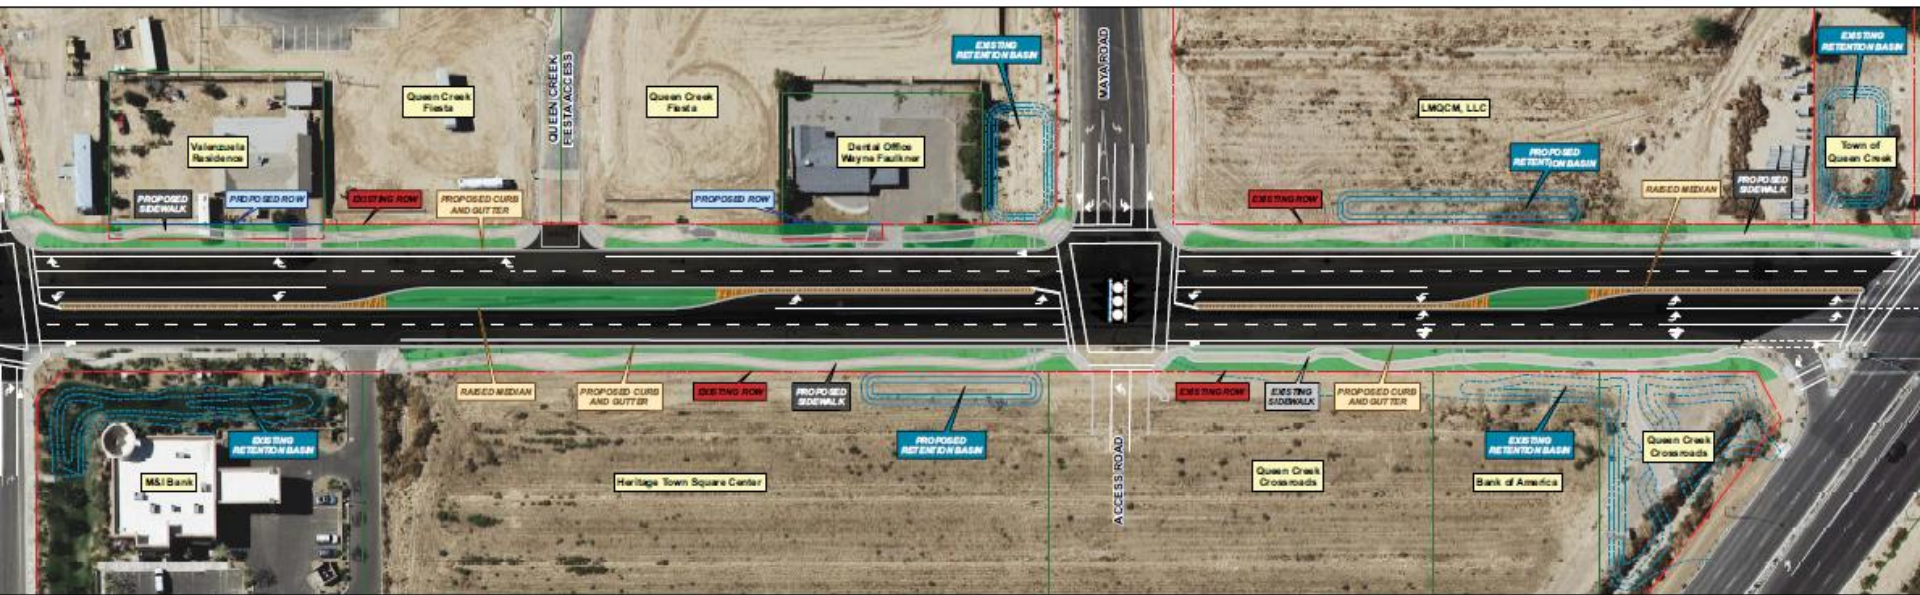 EXISTING
RETENTION BASIN
MAYA ROAD
EXISTING
RETENTION BASIN
QUEEN CREEK
FIESTA ACCESS
Queen Creek
Fiesta
Queen Creek
Fiesta
LMQCM, LLC
Valenzuela
Residence
Dental Office
Wayne Faulkner
PROPOSED
RETENTION BASIN
Town of
Queen Creek
PROPOSED
SIDEWALK
PROPOSED ROW
EXISTING ROW
PROPOSED CURB
AND GUTTER
PROPOSED ROW
EXISTING ROW
RAISED MEDIAN
PROPOSED
SIDEWALK
RAISED MEDIAN
PROPOSED CURB
AND GUTTER
EXISTING ROW
PROPOSED
SIDEWALK
EXISTING ROW
EXISTING
SIDEWALK
PROPOSED CURB
AND GUTTER
EXISTING
RETENTION BASIN
PROPOSED
RETENTION BASIN
ACCESS ROAD
EXISTING
RETENTION BASIN
Queen Creek
Crossroads
M&I Bank
Heritage Town Square Center
Queen Creek
Crossroads
Bank of America